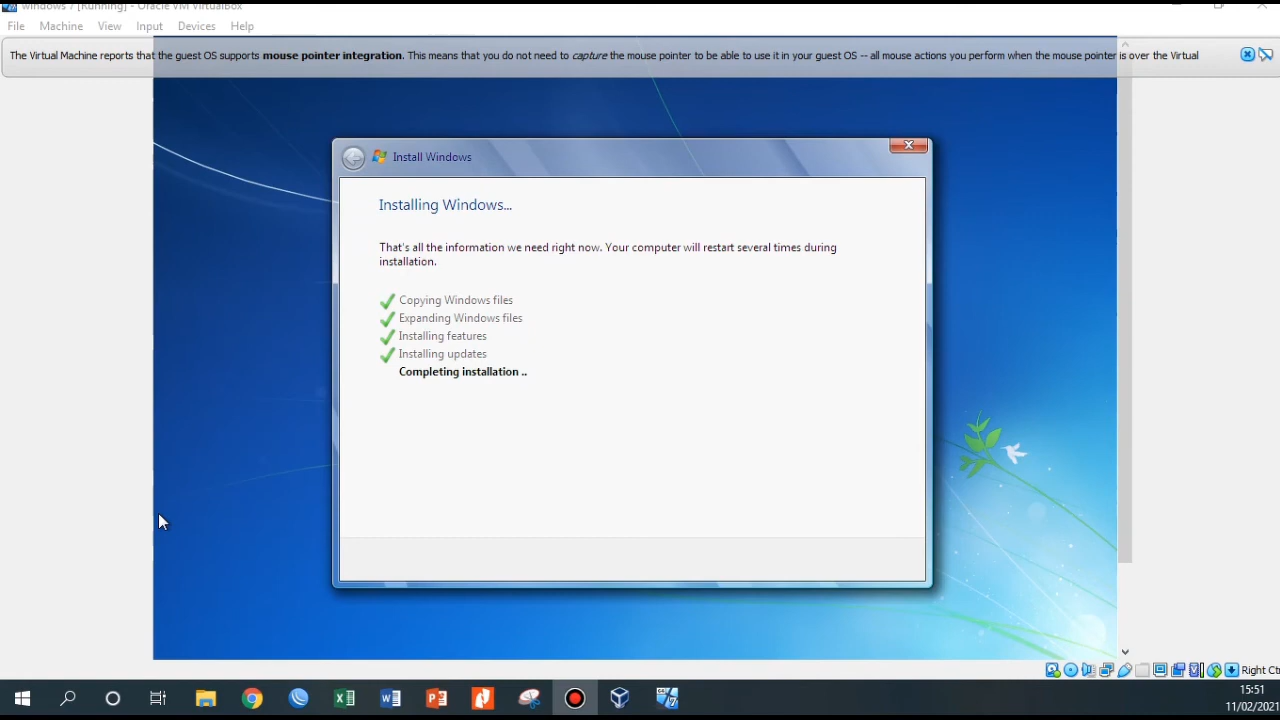 windows 7 [Running] - Oracle VM VirtualBox
File Machine View Input Devices Help
The Virtual Machine reports that the guest OS supports mouse pointer integration. This means that you do not need to capture the mouse pointer to be able to use it in your guest OS -- all mouse actions you perform when the mouse pointer is over the Virtual
Install Windows
Installing Windows...
That's all the information we need right now. Your computer will restart several times during
installation.
Copying Windows files
Expanding Windows files
Installing features
Installing updates
Completing installation ..
Right Ctr
15:51
11/02/2021